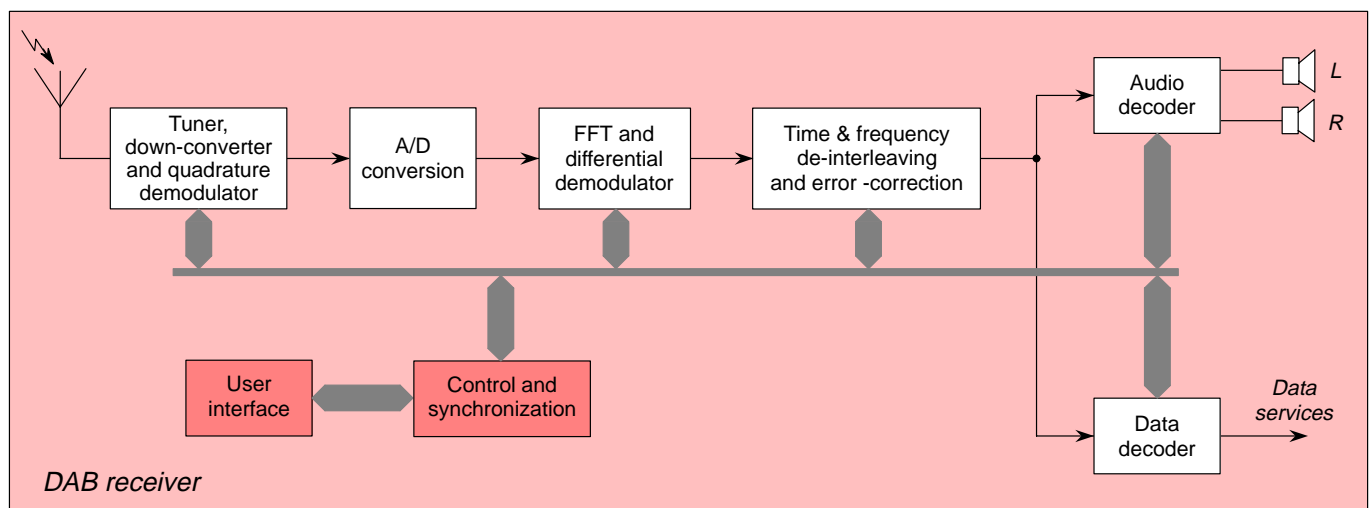 Tuner,
down-converter
and quadrature
demodulator
A/D
conversion
FFT and
differential
demodulator
Time & frequency
de-interleaving
and error -correction
Audio
decoder
L
R
User
interface
Control and
synchronization
Data
decoder
Data
services
DAB receiver